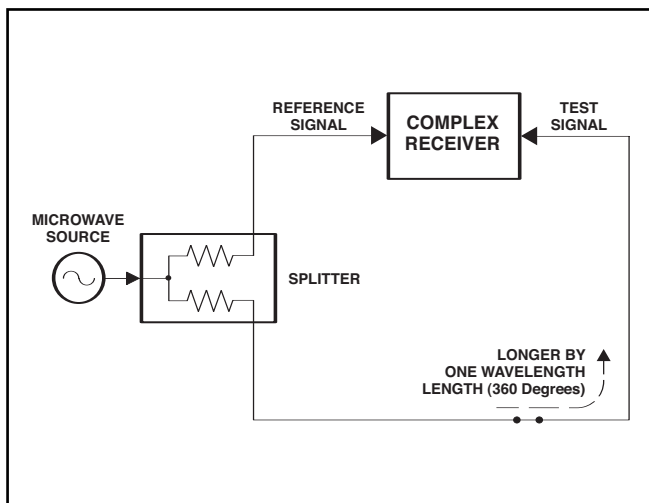 REFERENCE
SIGNAL
COMPLEX
RECEIVER
TEST
SIGNAL
MICROWAVE
SOURCE
SPLITTER
LONGER BY
ONE WAVELENGTH
LENGTH (360 Degrees)